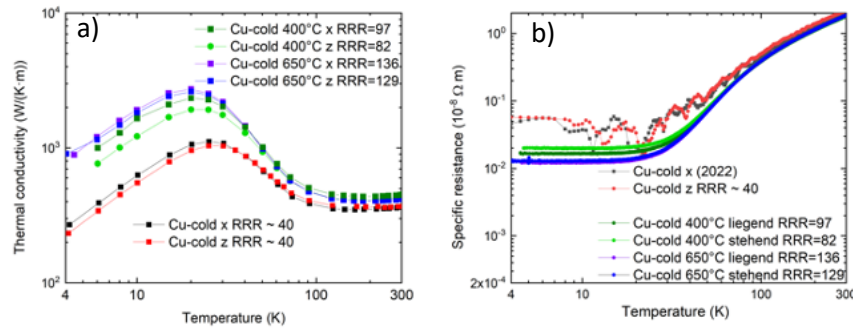 a)
Cu-cold 400°C x RRR=97
Cu-cold 400°C z RRR=82
Cu-cold 650°C x RRR=136
Cu-cold 650°C z RRR=129
Cu-cold x RRR ~ 40
Cu-cold z RRR ~ 40
Thermal conductivity (W/(K·m))
10⁴
10³
10²
4 10 100 300
Temperature (K)
b)
Cu-cold x (2022)
Cu-cold z RRR ~ 40
Cu-cold 400°C liegend RRR=97
Cu-cold 400°C stehend RRR=82
Cu-cold 650°C liegend RRR=136
Cu-cold 650°C stehend RRR=129
Specific resistance (10⁻⁸ Ω m)
10⁰
10⁻¹
10⁻²
10⁻³
2x10⁻⁴
4 10 100 300
Temperature (K)